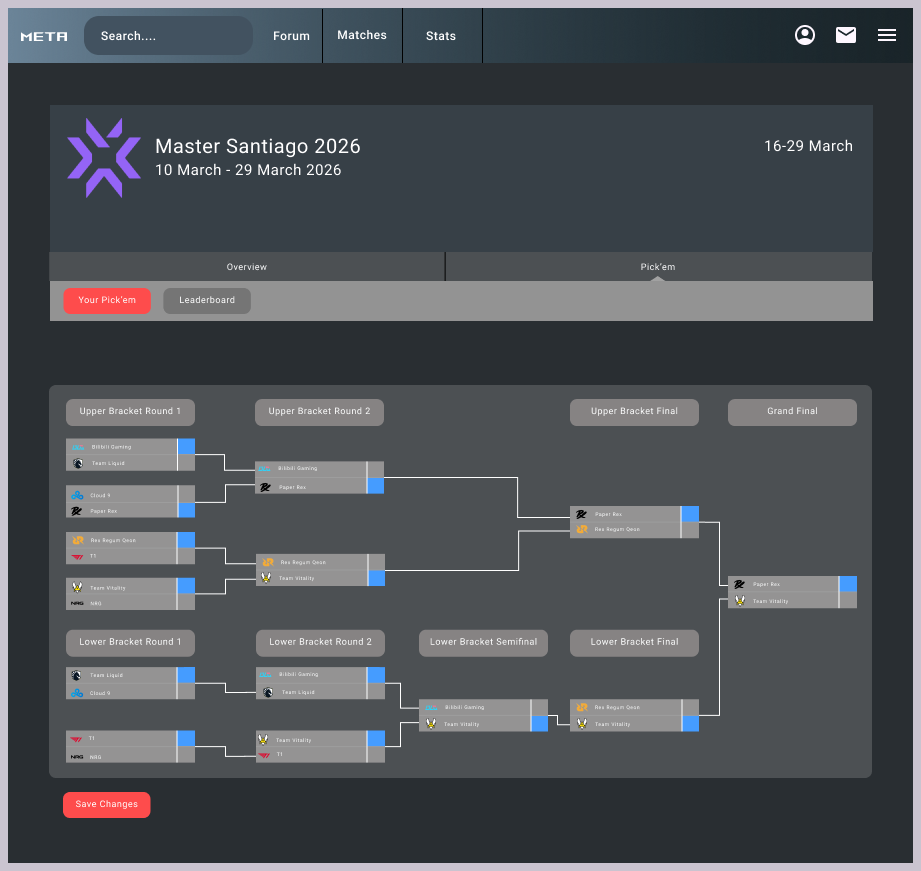 META
Search....
Forum
Matches
Stats
Master Santiago 2026
10 March - 29 March 2026
16-29 March
Overview
Pick'em
Your Pick'em
Leaderboard
Upper Bracket Round 1
Upper Bracket Round 2
Upper Bracket Final
Grand Final
Bilibili Gaming
Team Liquid
Cloud 9
Paper Rex
Rex Regum Qeon
T1
Team Vitality
NRG
NRG
Bilibili Gaming
Paper Rex
Rex Regum Qeon
Team Vitality
Paper Rex
Rex Regum Qeon
Paper Rex
Team Vitality
Lower Bracket Round 1
Lower Bracket Round 2
Lower Bracket Semifinal
Lower Bracket Final
Team Liquid
Cloud 9
T1
NRG
NRG
Bilibili Gaming
Team Liquid
Team Vitality
T1
Bilibili Gaming
Team Vitality
Rex Regum Qeon
Team Vitality
Save Changes